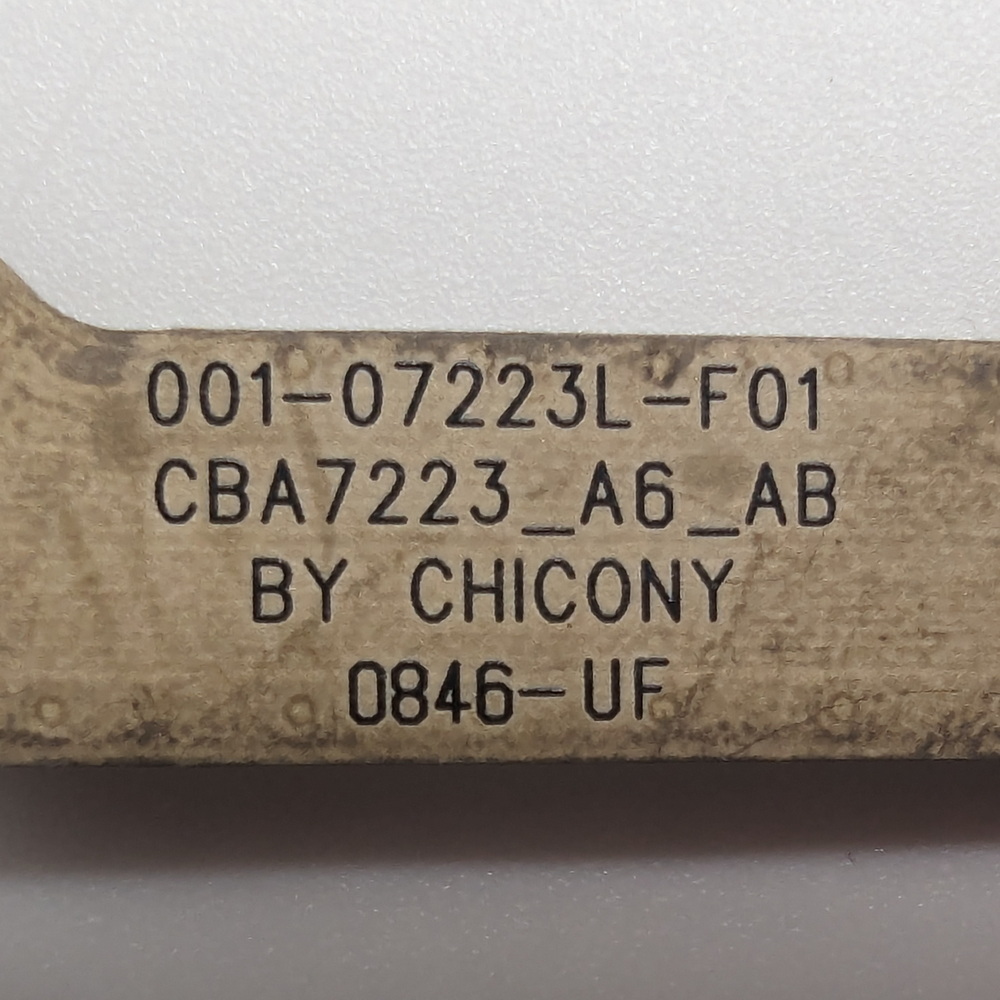 001-07223L-F01
CBA7223_A6_AB
BY CHICONY
0846-UF